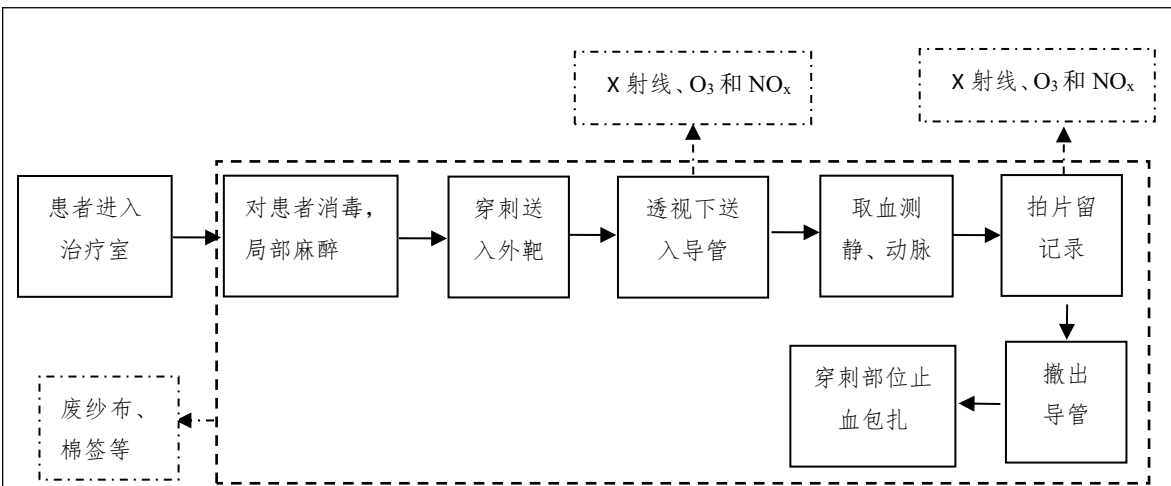 X 射线、O₃ 和 NOₓ
X 射线、O₃ 和 NOₓ
患者进入
治疗室
对患者消毒，
局部麻醉
穿刺送
入外靶
透视下送
入导管
取血测
静、动脉
拍片留
记录
撤出
导管
穿刺部位止
血包扎
废纱布、
棉签等